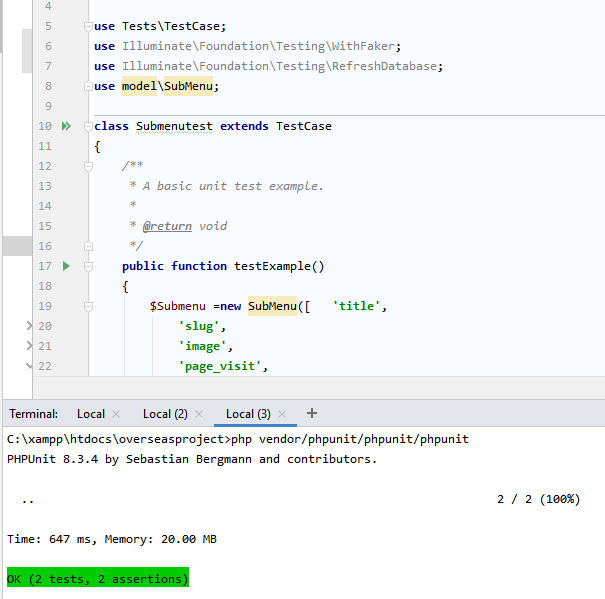 4
5 use Tests\TestCase;
6 use Illuminate\Foundation\Testing\WithFaker;
7 use Illuminate\Foundation\Testing\RefreshDatabase;
8 use model\SubMenu;
9
10 class Submenutest extends TestCase
11 {
12 /**
13 * A basic unit test example.
14 *
15 * @return void
16 */
17 public function testExample()
18 {
19 $Submenu =new SubMenu([ 'title',
20 'slug',
21 'image',
22 'page_visit',
Terminal: Local × Local (2) × Local (3) × +
C:\xampp\htdocs\overseasproject>php vendor/phpunit/phpunit/phpunit
PHPUnit 8.3.4 by Sebastian Bergmann and contributors.
.. 2 / 2 (100%)
Time: 647 ms, Memory: 20.00 MB
OK (2 tests, 2 assertions)